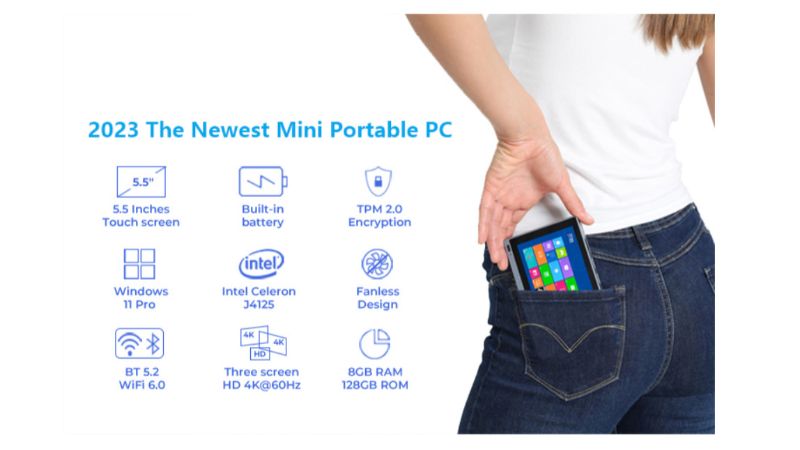 2023 The Newest Mini Portable PC
5.5"
5.5 Inches
Touch screen
Built-in
battery
TPM 2.0
Encryption
Windows
11 Pro
intel
Intel Celeron
J4125
Fanless
Design
BT 5.2
WiFi 6.0
4K
4K
HD
Three screen
HD 4K@60Hz
8GB RAM
128GB ROM